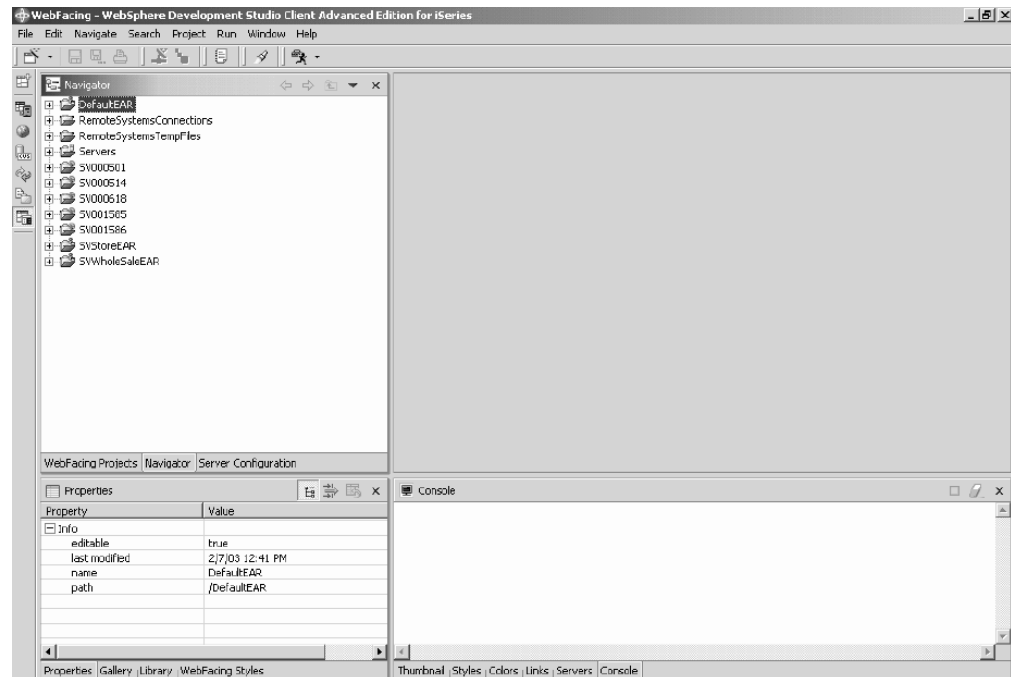 WebFacing - WebSphere Development Studio Client Advanced Edition for iSeries
File Edit Navigate Search Project Run Window Help
Navigator
DefaultEAR
RemoteSystemsConnections
RemoteSystemsTempFiles
Servers
SV000501
SV000514
SV000618
SV001585
SV001586
SVStoreEAR
SVWholeSaleEAR
WebFacing Projects Navigator Server Configuration
Properties
Property Value
Info
editable true
last modified 2/7/03 12:41 PM
name DefaultEAR
path /DefaultEAR
Properties Gallery Library WebFacing Styles
Console
Thumbnail Styles Colors Links Servers Console